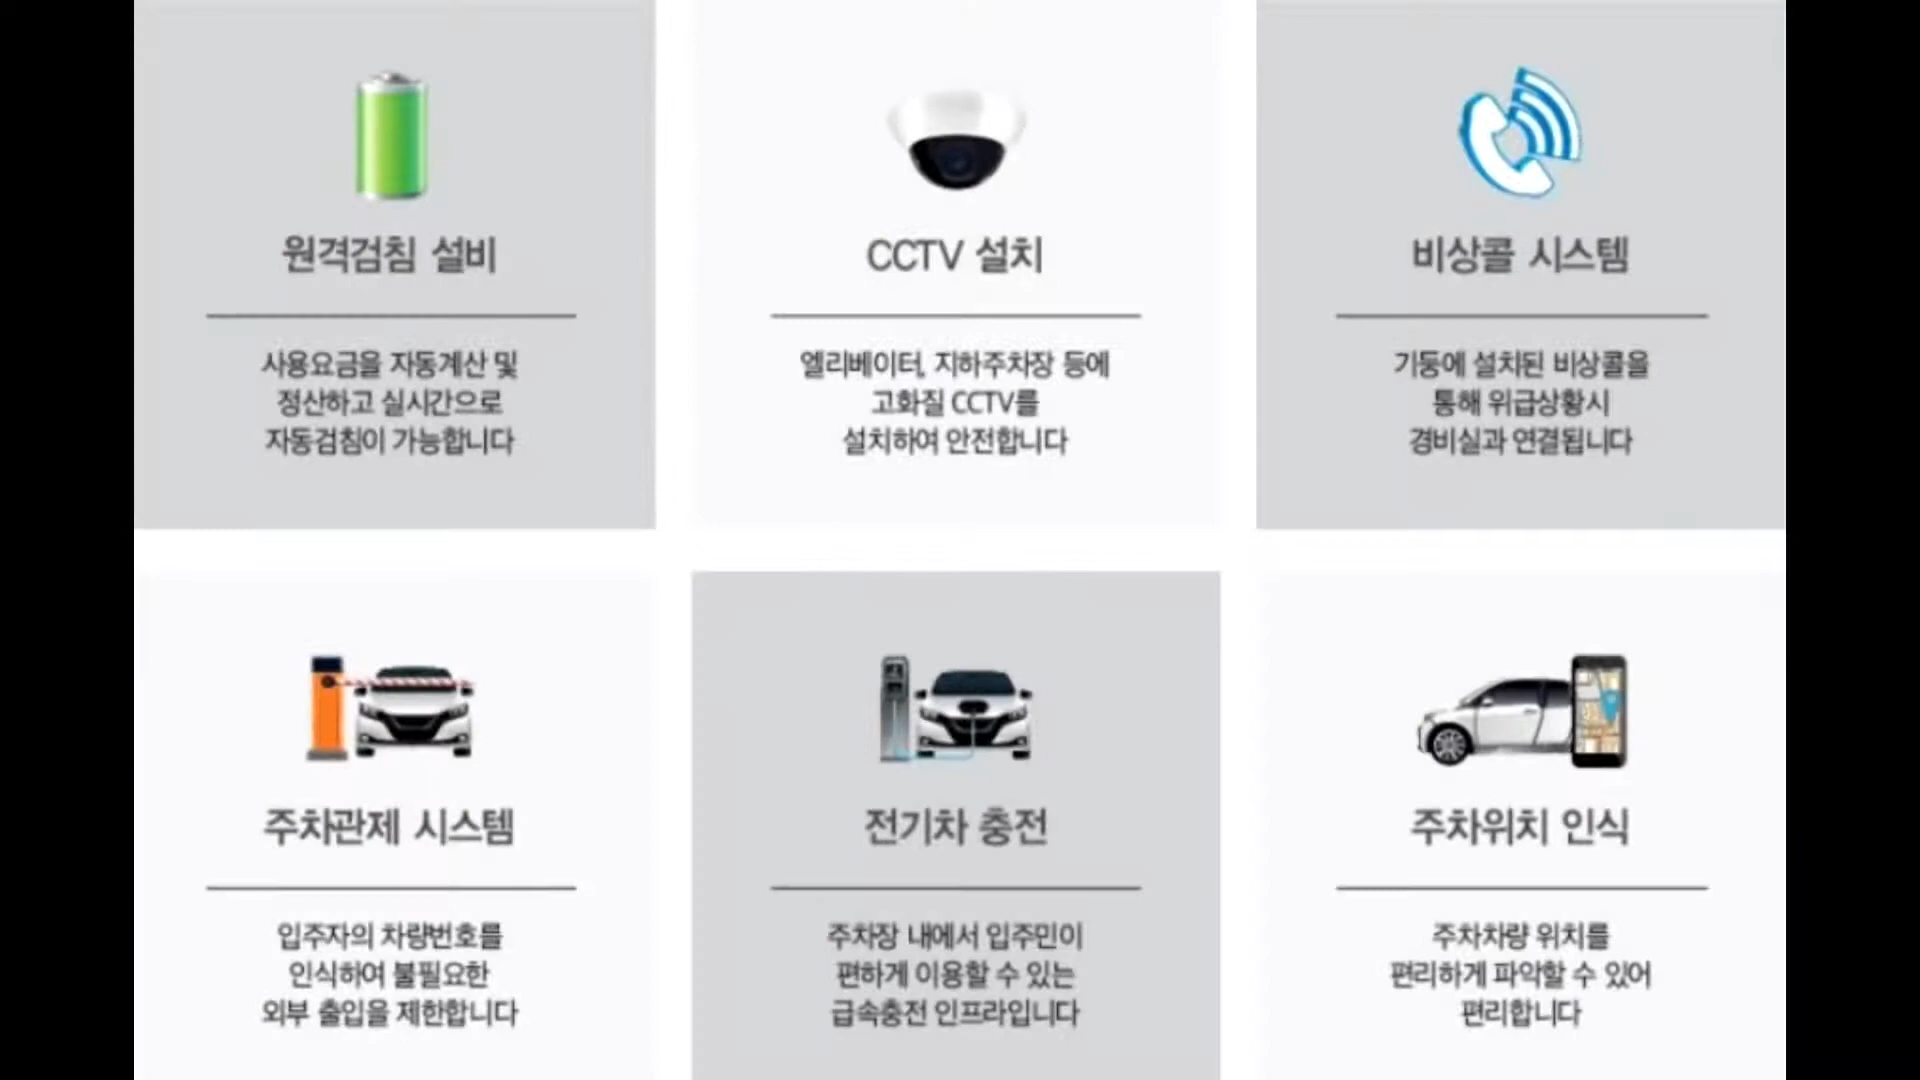 원격검침 설비
사용요금을 자동계산 및
정산하고 실시간으로
자동검침이 가능합니다
CCTV 설치
엘리베이터, 지하주차장 등에
고화질 CCTV를
설치하여 안전합니다
비상콜 시스템
기둥에 설치된 비상콜을
통해 위급상황시
경비실과 연결됩니다
주차관제 시스템
입주자의 차량번호를
인식하여 불필요한
외부 출입을 제한합니다
전기차 충전
주차장 내에서 입주민이
편하게 이용할 수 있는
급속충전 인프라입니다
주차위치 인식
주차차량 위치를
편리하게 파악할 수 있어
편리합니다